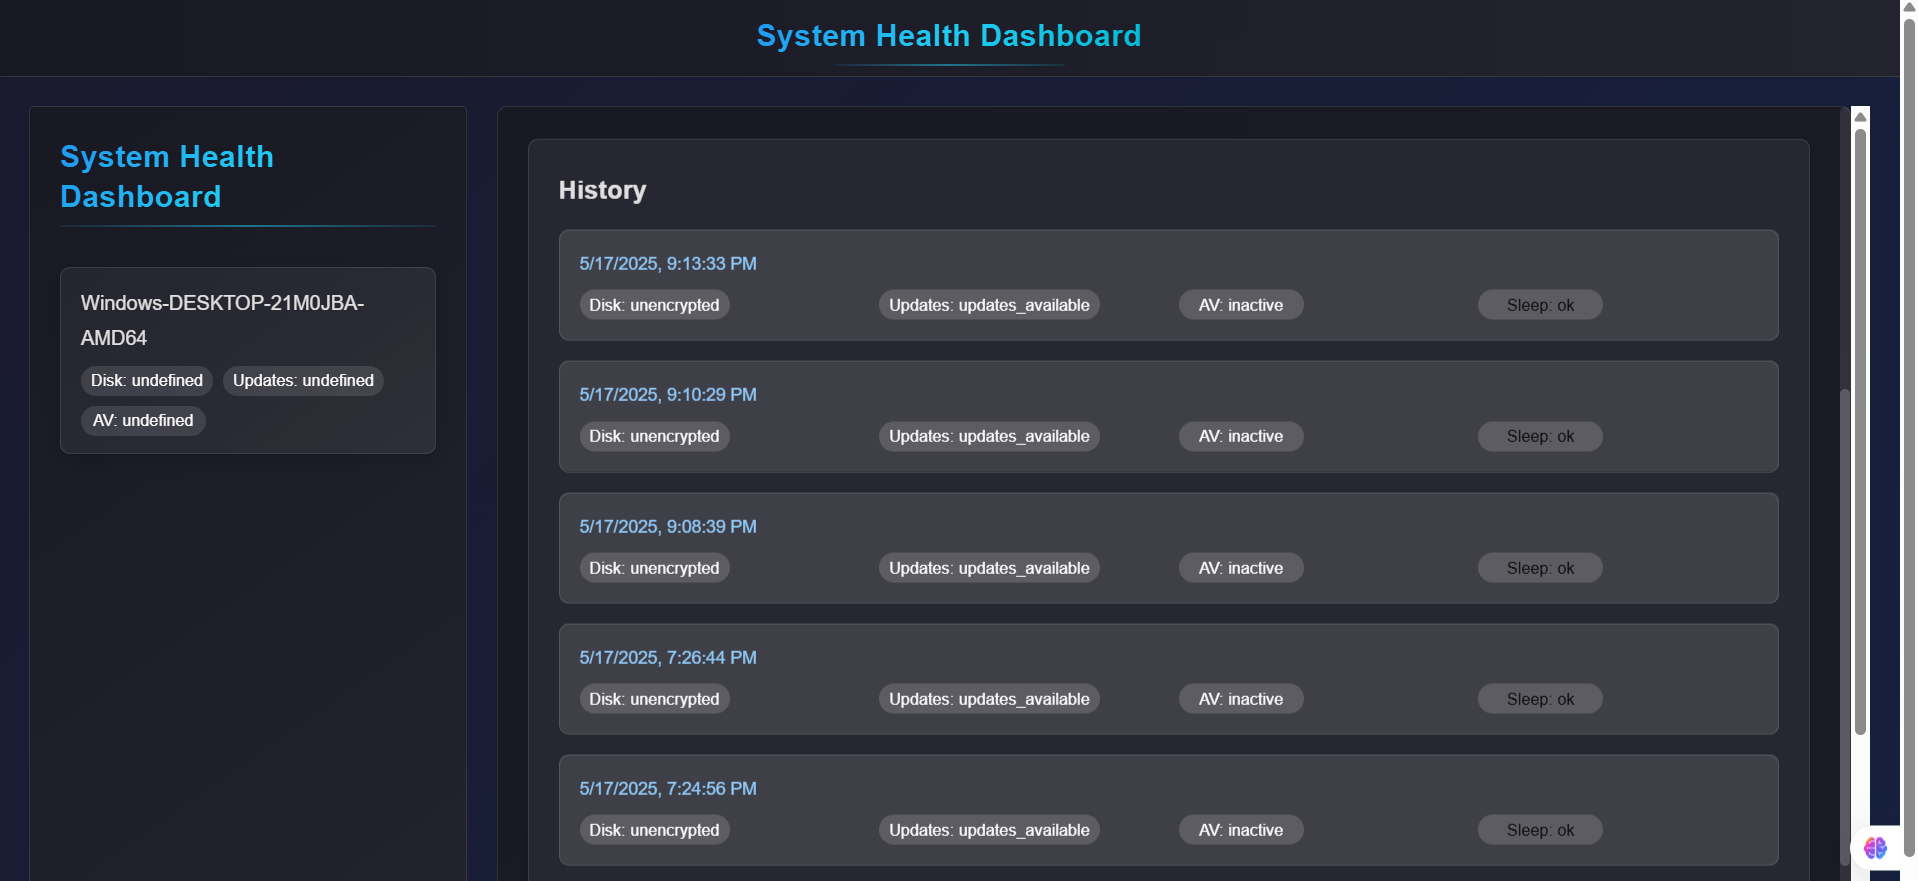 System Health Dashboard
System Health
Dashboard
Windows-DESKTOP-21M0JBA-
AMD64
Disk: undefined Updates: undefined
AV: undefined
History
5/17/2025, 9:13:33 PM
Disk: unencrypted Updates: updates_available AV: inactive Sleep: ok
5/17/2025, 9:10:29 PM
Disk: unencrypted Updates: updates_available AV: inactive Sleep: ok
5/17/2025, 9:08:39 PM
Disk: unencrypted Updates: updates_available AV: inactive Sleep: ok
5/17/2025, 7:26:44 PM
Disk: unencrypted Updates: updates_available AV: inactive Sleep: ok
5/17/2025, 7:24:56 PM
Disk: unencrypted Updates: updates_available AV: inactive Sleep: ok